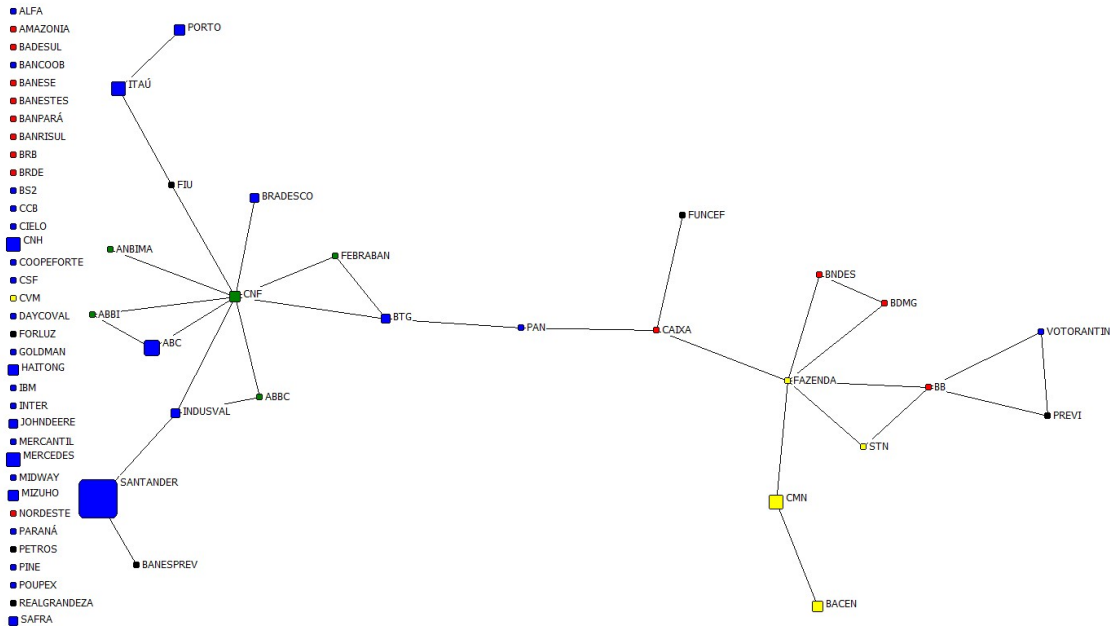 ALFA
AMAZONIA
BADESUL
BANCOOB
BANESE
BANESTES
BANPARÁ
BANRISUL
BRB
BRDE
BS2
CCB
CIELO
CNH
COOPEFORTE
CSF
CVM
DAYCOVAL
FORLUZ
GOLDMAN
HAITONG
IBM
INTER
JOHNDEERE
MERCANTIL
MERCEDES
MIDWAY
MIZUHO
NORDESTE
PARANÁ
PETROS
PINE
POUPEX
REALGRANDEZA
SAFRA
PORTO
ITAÚ
FIU
BRADESCO
ANBIMA
FEBRABAN
CNF
ABBI
ABC
BTG
ABBC
INDUSVAL
SANTANDER
BANESPREV
PAN
FUNCEF
CAIXA
BNDES
BDMG
FAZENDA
BB
VOTORANTIN
PREVI
STN
CMN
BACEN